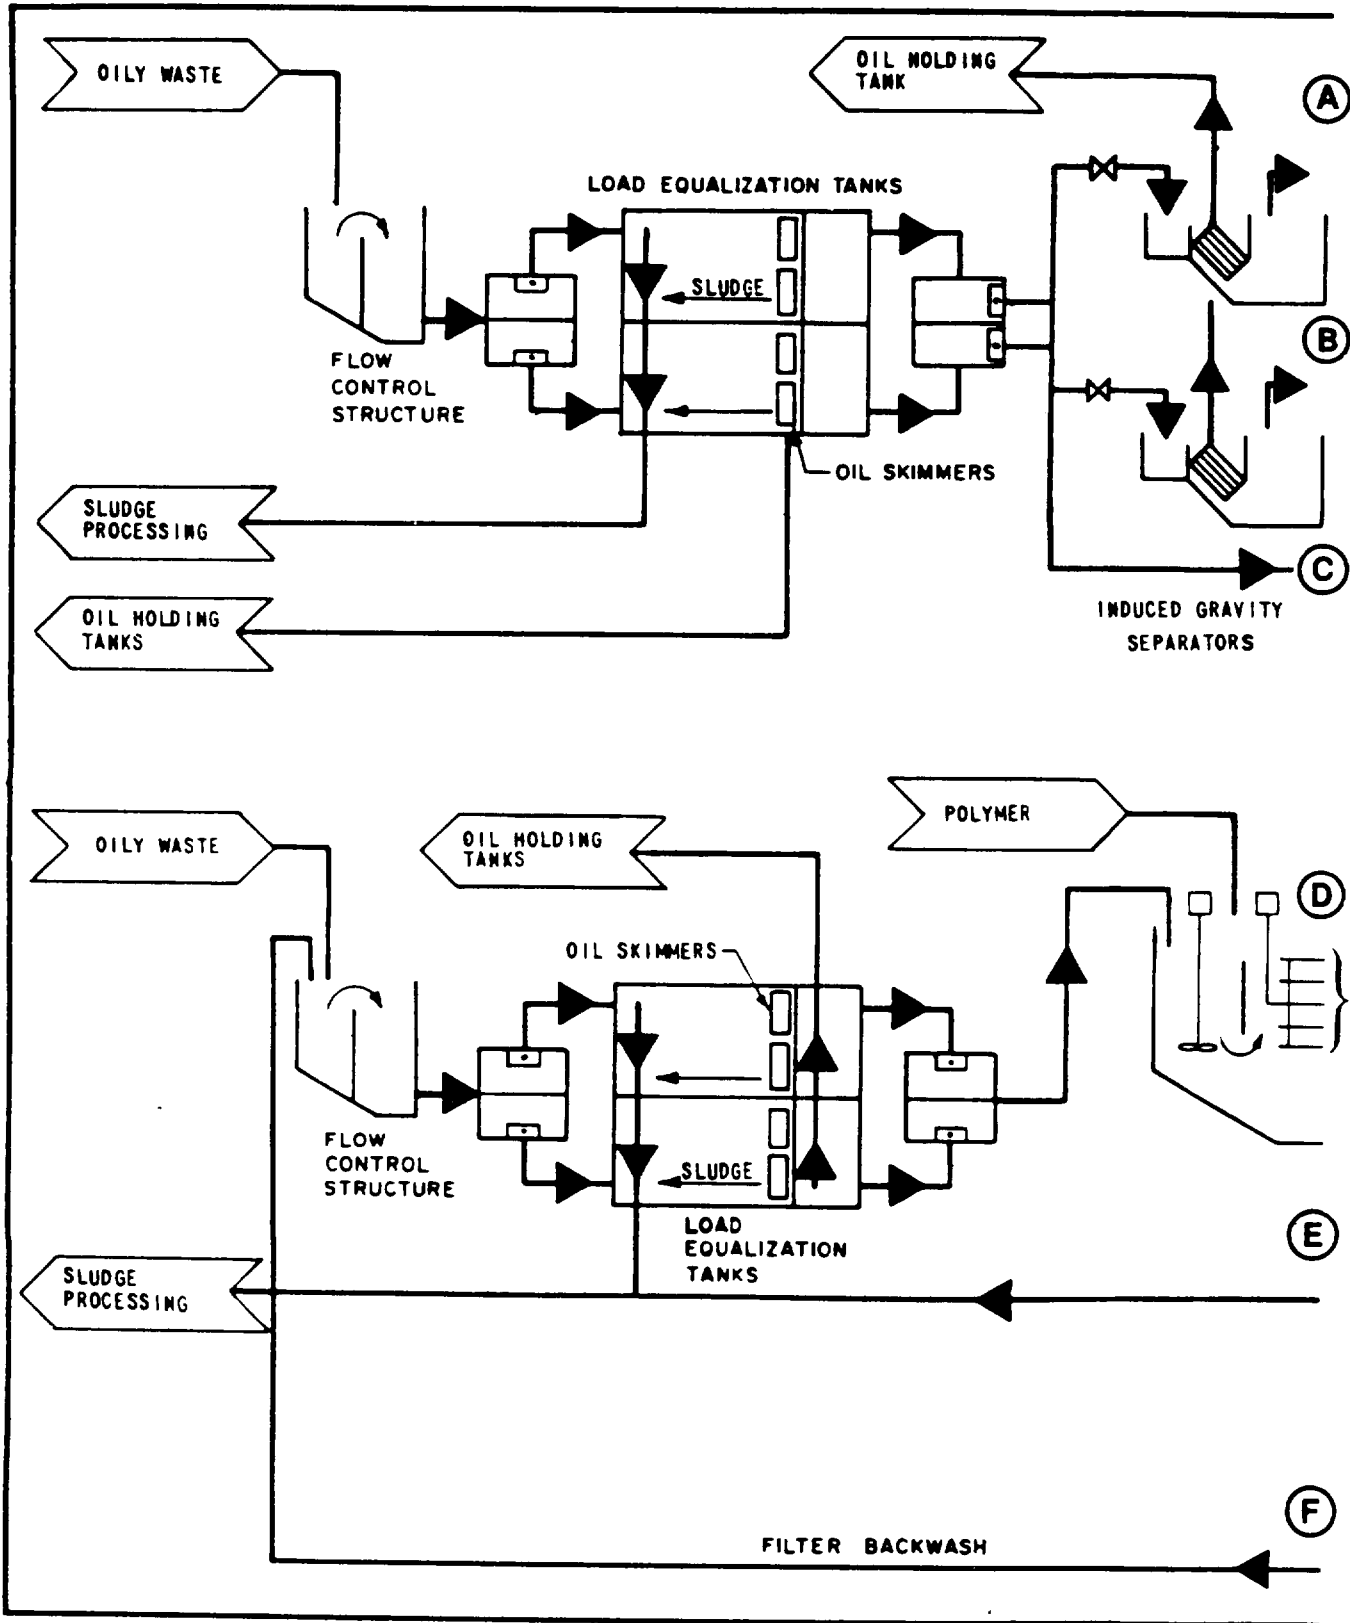 OILY WASTE
OIL HOLDING
TANK
A
LOAD EQUALIZATION TANKS
SLUDGE
B
FLOW
CONTROL
STRUCTURE
OIL SKIMMERS
SLUDGE
PROCESSING
C
OIL HOLDING
TANKS
INDUCED GRAVITY
SEPARATORS
POLYMER
OILY WASTE
OIL HOLDING
TANKS
D
OIL SKIMMERS
FLOW
CONTROL
STRUCTURE
SLUDGE
LOAD
EQUALIZATION
TANKS
E
SLUDGE
PROCESSING
F
FILTER BACKWASH